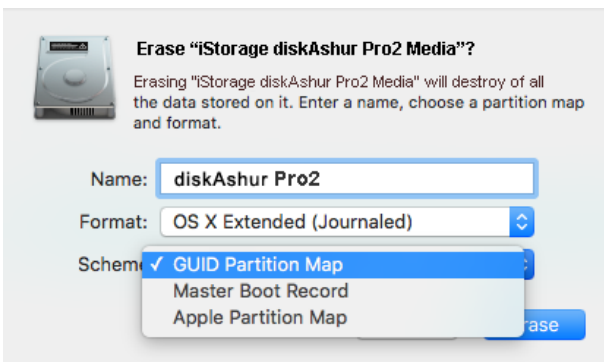 Erase “iStorage diskAshur Pro2 Media”?
Erasing "iStorage diskAshur Pro2 Media" will destroy of all
the data stored on it. Enter a name, choose a partition map
and format.
Name: diskAshur Pro2
Format: OS X Extended (Journaled)
Scheme ✓ GUID Partition Map
Master Boot Record
Apple Partition Map